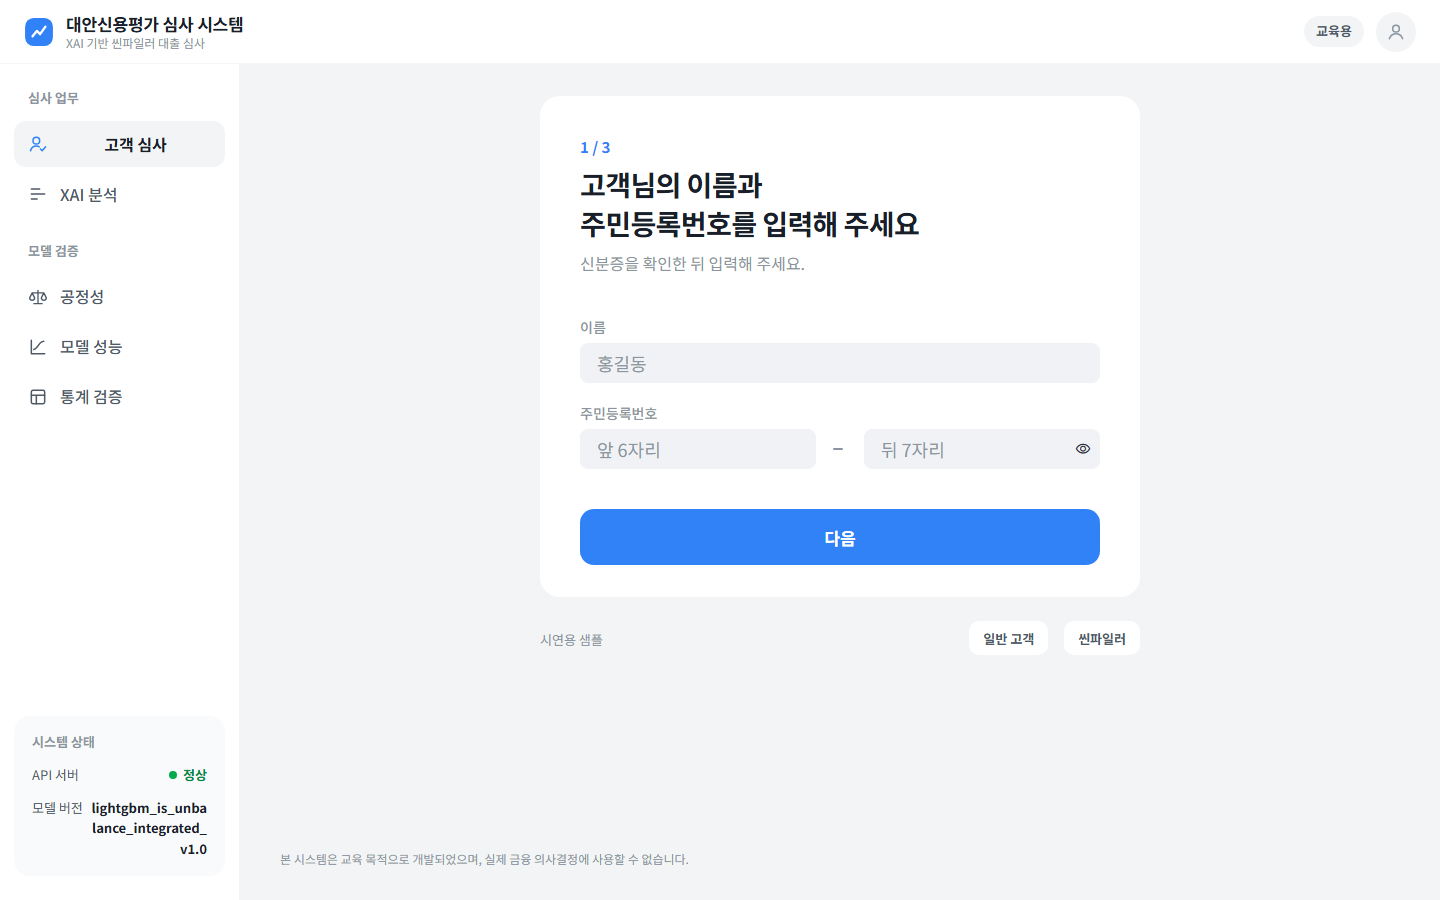 대안신용평가 심사 시스템
XAI 기반 씬파일러 대출 심사
교육용
심사 업무
고객 심사
XAI 분석
모델 검증
공정성
모델 성능
통계 검증
시스템 상태
API 서버
정상
모델 버전
lightgbm_is_unba
lance_integrated_
v1.0
1 / 3
고객님의 이름과
주민등록번호를 입력해 주세요
신분증을 확인한 뒤 입력해 주세요.
이름
홍길동
주민등록번호
앞 6자리
–
뒤 7자리
다음
시연용 샘플
일반 고객
씬파일러
본 시스템은 교육 목적으로 개발되었으며, 실제 금융 의사결정에 사용할 수 없습니다.